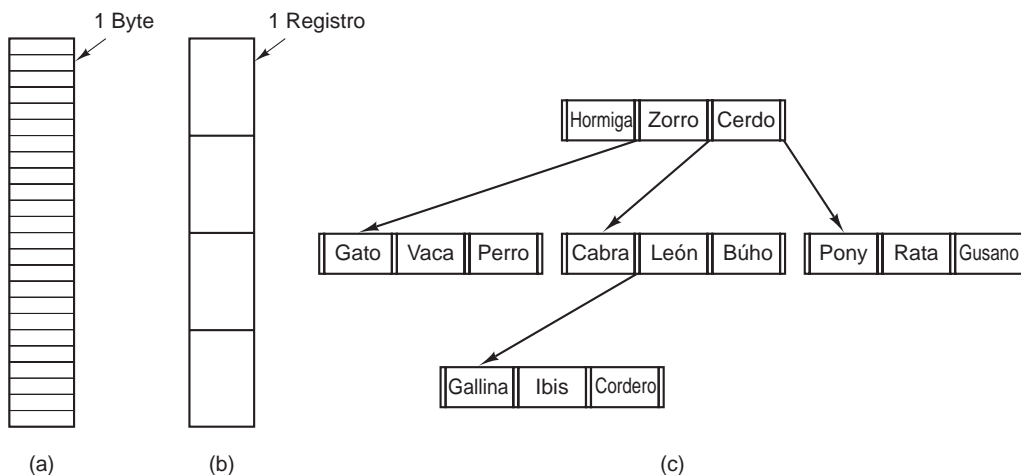 1 Byte
1 Registro
Hormiga Zorro Cerdo
Gato Vaca Perro
Cabra León Búho
Pony Rata Gusano
Gallina Ibis Cordero
(a)
(b)
(c)